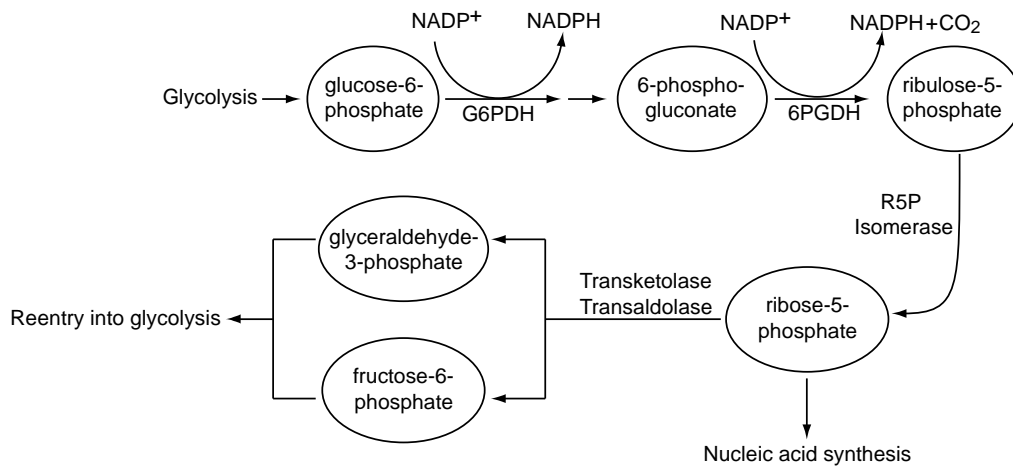 NADP+
NADPH
NADP+
NADPH+CO2
Glycolysis
glucose-6-
phosphate
G6PDH
6-phospho-
gluconate
6PGDH
ribulose-5-
phosphate
R5P
Isomerase
glyceraldehyde-
3-phosphate
Transketolase
Transaldolase
ribose-5-
phosphate
Reentry into glycolysis
fructose-6-
phosphate
Nucleic acid synthesis